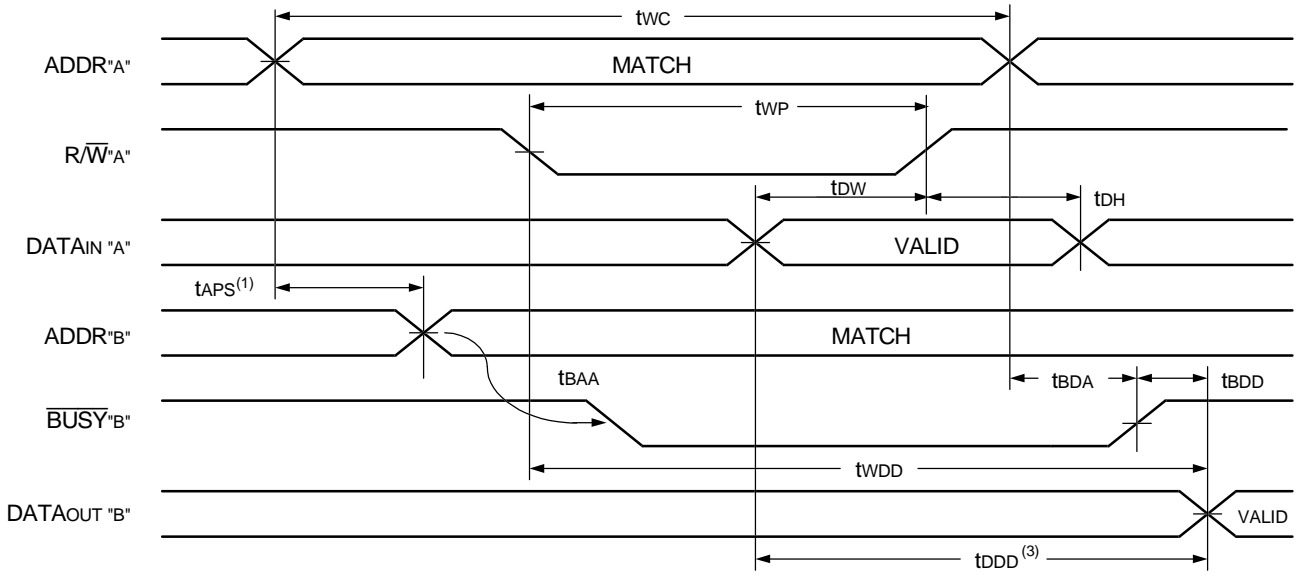 tWC
ADDR"A"
MATCH
tWP
R/W̅"A"
tDW
tDH
DATAIN "A"
VALID
tAPS(1)
ADDR"B"
MATCH
tBAA
tBDA
tBDD
B̅U̅S̅Y̅"B"
tWDD
DATAOUT "B"
VALID
tDDD(3)